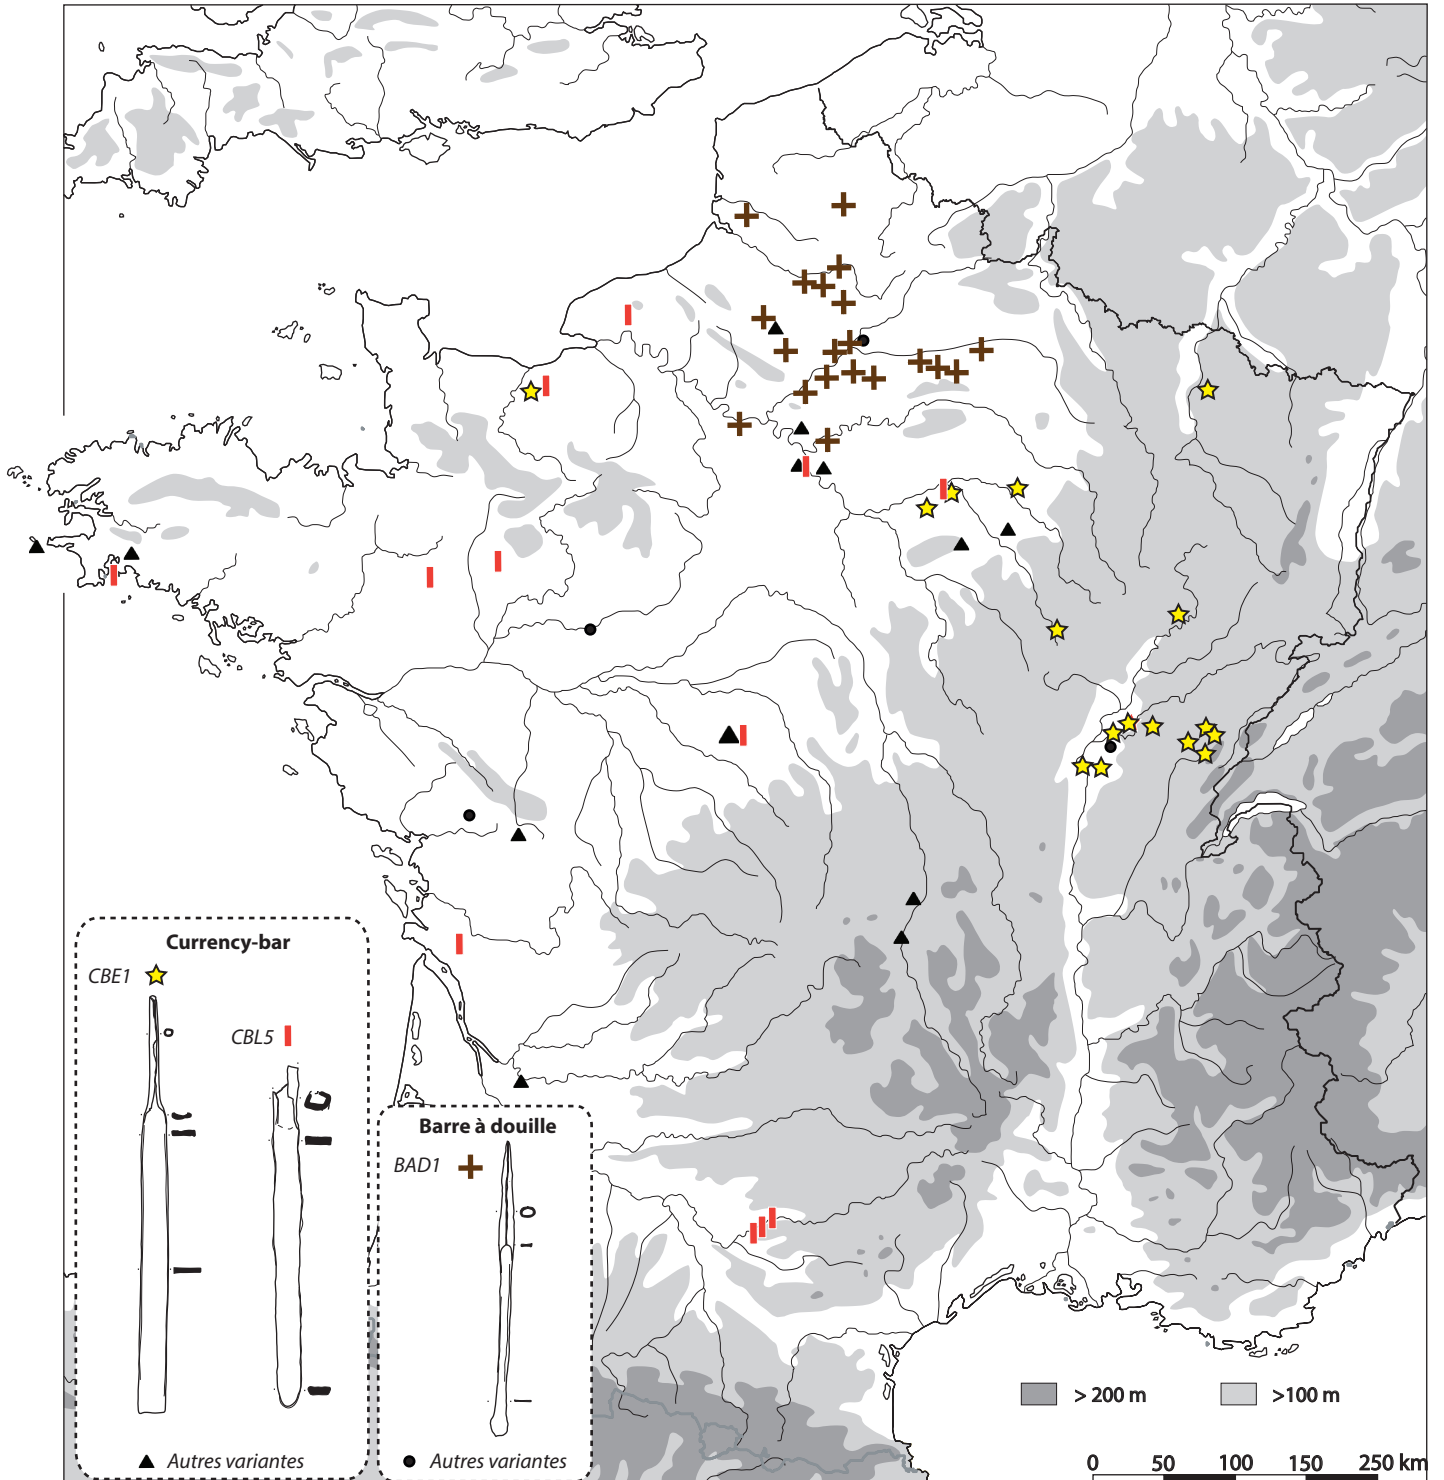 Currency-bar
CBE1
CBL5
Autres variantes
Barre à douille
BAD1
Autres variantes
> 200 m
>100 m
0 50 100 150 250 km